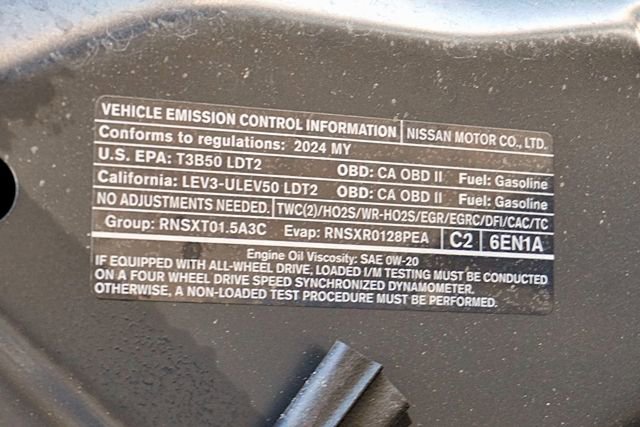 VEHICLE EMISSION CONTROL INFORMATION NISSAN MOTOR CO., LTD.
Conforms to regulations: 2024 MY
U.S. EPA: T3B50 LDT2 OBD: CA OBD II Fuel: Gasoline
California: LEV3-ULEV50 LDT2 OBD: CA OBD II Fuel: Gasoline
NO ADJUSTMENTS NEEDED. TWC(2)/HO2S/WR-HO2S/EGR/EGRC/DFI/CAC/TC
Group: RNSXT01.5A3C Evap: RNSXR0128PEA C2 6EN1A
Engine Oil Viscosity: SAE 0W-20
IF EQUIPPED WITH ALL-WHEEL DRIVE, LOADED I/M TESTING MUST BE CONDUCTED
ON A FOUR WHEEL DRIVE SPEED SYNCHRONIZED DYNAMOMETER.
OTHERWISE, A NON-LOADED TEST PROCEDURE MUST BE PERFORMED.